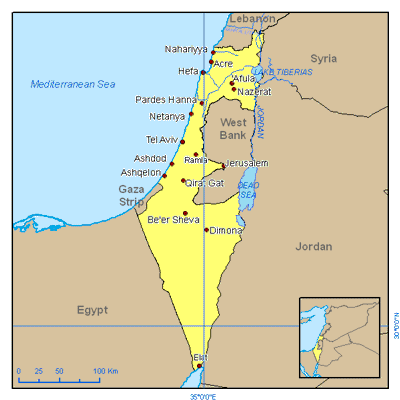 Lebanon
Nahariyya
Acre
Syria
Hefa
LAKE TIBERIAS
'Afula
Mediterranean Sea
Nazerat
Pardes Hanna
Netanya
JORDAN
West
Bank
Tel Aviv
Ramla
Ashdod
Jerusalem
Ashqelon
Qirat Gat
DEAD
SEA
Gaza
Strip
Be'er Sheva
Dimona
Jordan
Egypt
30°0'0"N
Elat
0 25 50 100 Km
35°0'0"E